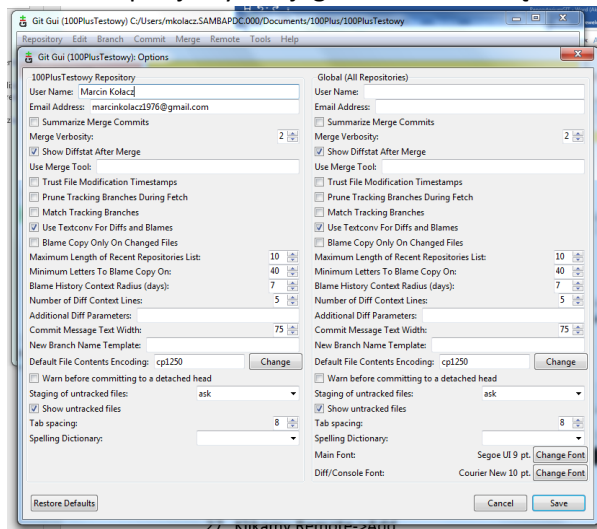 Git Gui (100PlusTestowy) C:/Users/mkolacz.SAMBAPDC.000/Documents/100Plus/100PlusTestowy
Repository Edit Branch Commit Merge Remote Tools Help
Git Gui (100PlusTestowy): Options
100PlusTestowy Repository
User Name: Marcin Kołacz
Email Address: marcinkolacz1976@gmail.com
Summarize Merge Commits
Merge Verbosity: 2
Show Diffstat After Merge
Use Merge Tool:
Trust File Modification Timestamps
Prune Tracking Branches During Fetch
Match Tracking Branches
Use Textconv For Diffs and Blames
Blame Copy Only On Changed Files
Maximum Length of Recent Repositories List: 10
Minimum Letters To Blame Copy On: 40
Blame History Context Radius (days): 7
Number of Diff Context Lines: 5
Additional Diff Parameters:
Commit Message Text Width: 75
New Branch Name Template:
Default File Contents Encoding: cp1250 Change
Warn before committing to a detached head
Staging of untracked files: ask
Show untracked files
Tab spacing: 8
Spelling Dictionary:
Global (All Repositories)
User Name:
Email Address:
Summarize Merge Commits
Merge Verbosity: 2
Show Diffstat After Merge
Use Merge Tool:
Trust File Modification Timestamps
Prune Tracking Branches During Fetch
Match Tracking Branches
Use Textconv For Diffs and Blames
Blame Copy Only On Changed Files
Maximum Length of Recent Repositories List: 10
Minimum Letters To Blame Copy On: 40
Blame History Context Radius (days): 7
Number of Diff Context Lines: 5
Additional Diff Parameters:
Commit Message Text Width: 75
New Branch Name Template:
Default File Contents Encoding: cp1250 Change
Warn before committing to a detached head
Staging of untracked files: ask
Show untracked files
Tab spacing: 8
Spelling Dictionary:
Main Font: Segoe UI 9 pt. Change Font
Diff/Console Font: Courier New 10 pt. Change Font
Restore Defaults Cancel Save
27. Klikamy Remote->Add